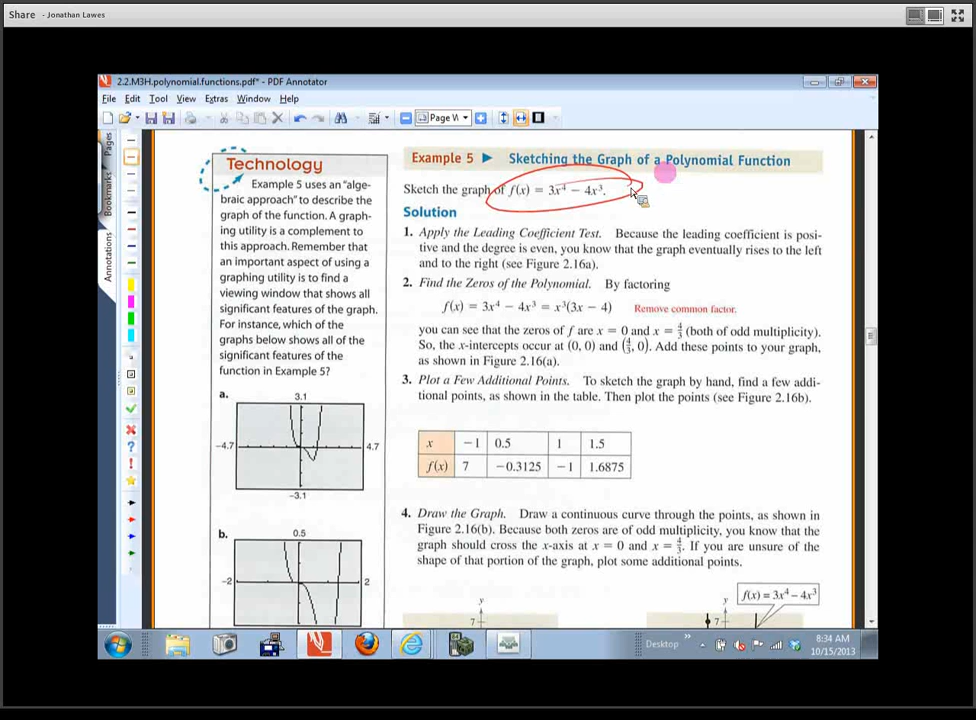 Share - Jonathan Lawes
2.2.M3H.polynomial.functions.pdf* - PDF Annotator
File Edit Tool View Extras Window Help
Page W
Pages
Bookmarks
Annotations
Technology
Example 5 uses an "alge-
braic approach" to describe the
graph of the function. A graph-
ing utility is a complement to
this approach. Remember that
an important aspect of using a
graphing utility is to find a
viewing window that shows all
significant features of the graph.
For instance, which of the
graphs below shows all of the
significant features of the
function in Example 5?
a.
3.1
−4.7
4.7
−3.1
b.
0.5
−2
2
Example 5 ▶ Sketching the Graph of a Polynomial Function
Sketch the graph of f(x) = 3x⁴ − 4x³.
Solution
1. Apply the Leading Coefficient Test. Because the leading coefficient is posi-
tive and the degree is even, you know that the graph eventually rises to the left
and to the right (see Figure 2.16a).
2. Find the Zeros of the Polynomial. By factoring
f(x) = 3x⁴ − 4x³ = x³(3x − 4) Remove common factor.
you can see that the zeros of f are x = 0 and x = 4/3 (both of odd multiplicity).
So, the x-intercepts occur at (0, 0) and (4/3, 0). Add these points to your graph,
as shown in Figure 2.16(a).
3. Plot a Few Additional Points. To sketch the graph by hand, find a few addi-
tional points, as shown in the table. Then plot the points (see Figure 2.16b).
x −1 0.5 1 1.5
f(x) 7 −0.3125 −1 1.6875
4. Draw the Graph. Draw a continuous curve through the points, as shown in
Figure 2.16(b). Because both zeros are of odd multiplicity, you know that the
graph should cross the x-axis at x = 0 and x = 4/3. If you are unsure of the
shape of that portion of the graph, plot some additional points.
y
7
y
7
f(x) = 3x⁴ − 4x³
Desktop
8:34 AM
10/15/2013